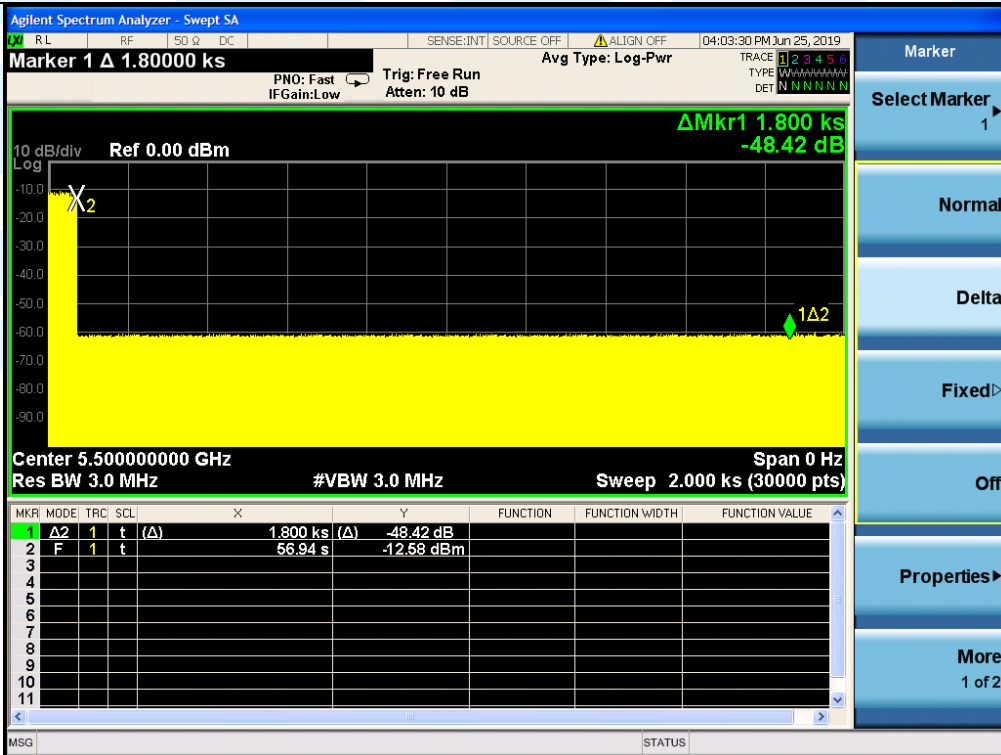 Agilent Spectrum Analyzer - Swept SA
LXI RL RF 50 Ω DC SENSE:INT SOURCE OFF ALIGN OFF 04:03:30 PM Jun 25, 2019
Marker 1 Δ 1.80000 ks
PNO: Fast
IFGain:Low
Trig: Free Run
Atten: 10 dB
Avg Type: Log-Pwr
TRACE 1 2 3 4 5 6
TYPE WWWWWW
DET N N N N N N
ΔMkr1 1.800 ks
-48.42 dB
10 dB/div Ref 0.00 dBm
Log
-10.0
-20.0
-30.0
-40.0
-50.0
-60.0
-70.0
-80.0
-90.0
2
1Δ2
Center 5.500000000 GHz Span 0 Hz
Res BW 3.0 MHz #VBW 3.0 MHz Sweep 2.000 ks (30000 pts)
MKR MODE TRC SCL X Y FUNCTION FUNCTION WIDTH FUNCTION VALUE
1 Δ2 1 t (Δ) 1.800 ks (Δ) -48.42 dB
2 F 1 t 56.94 s -12.58 dBm
3
4
5
6
7
8
9
10
11
MSG STATUS
Marker
Select Marker
1
Normal
Delta
Fixed
Off
Properties
More
1 of 2